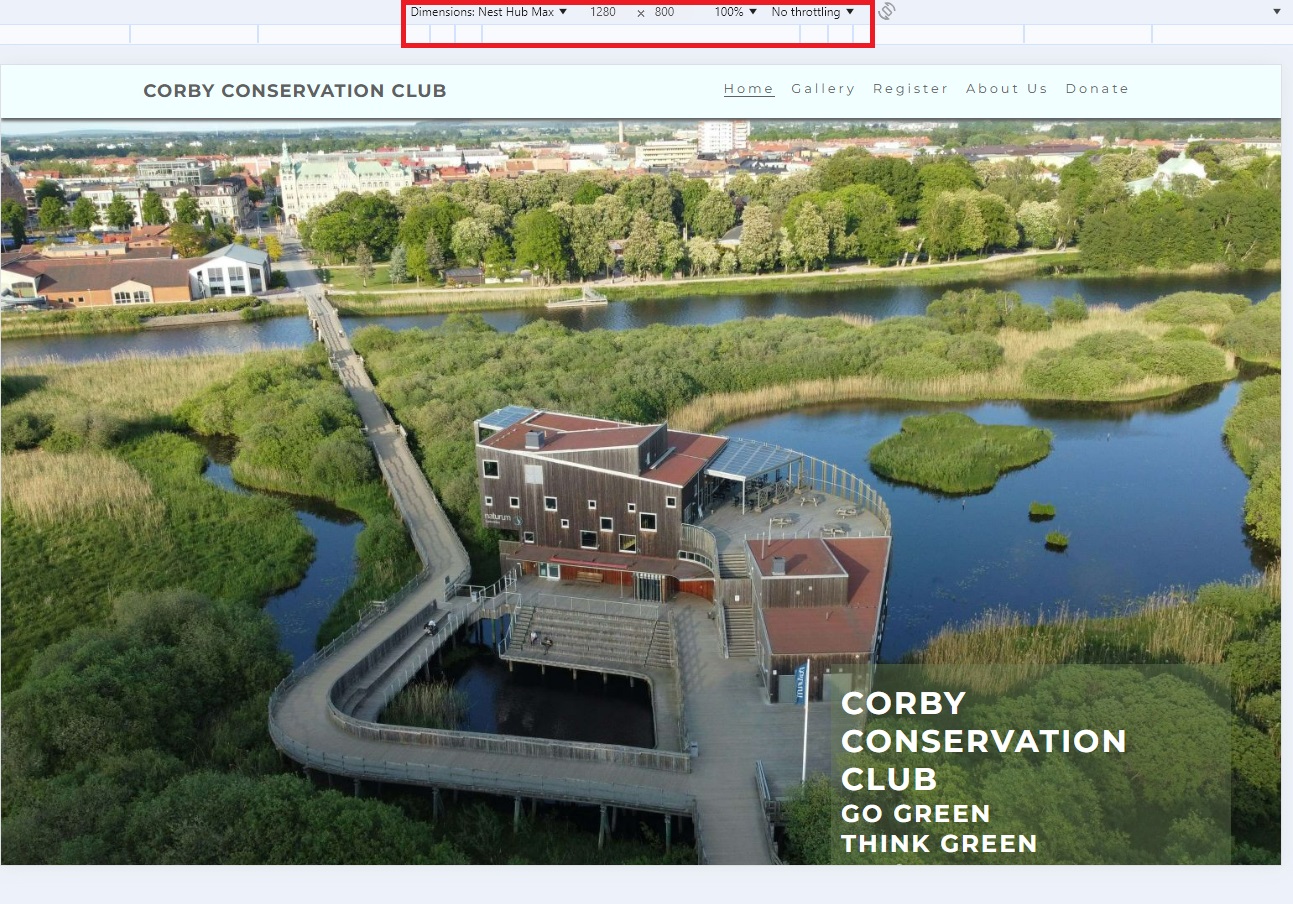 Dimensions: Nest Hub Max ▼ 1280 × 800 100% ▼ No throttling ▼
CORBY CONSERVATION CLUB
Home Gallery Register About Us Donate
naturum
CORBY
CONSERVATION
CLUB
GO GREEN
THINK GREEN